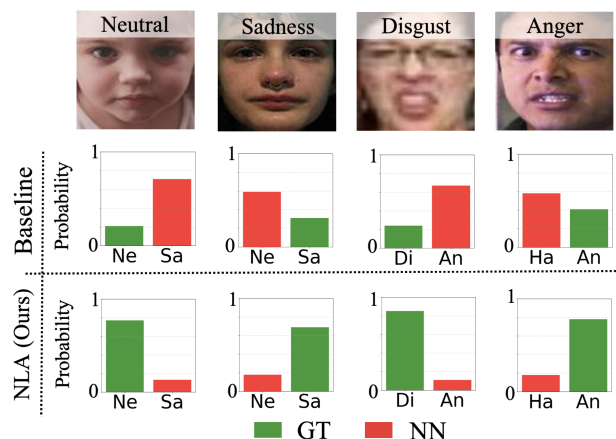 Neutral Sadness Disgust Anger
Baseline
Probability
1 1 1 1
0 0 0 0
Ne Sa Ne Sa Di An Ha An
NLA (Ours)
Probability
1 1 1 1
0 0 0 0
Ne Sa Ne Sa Di An Ha An
GT NN